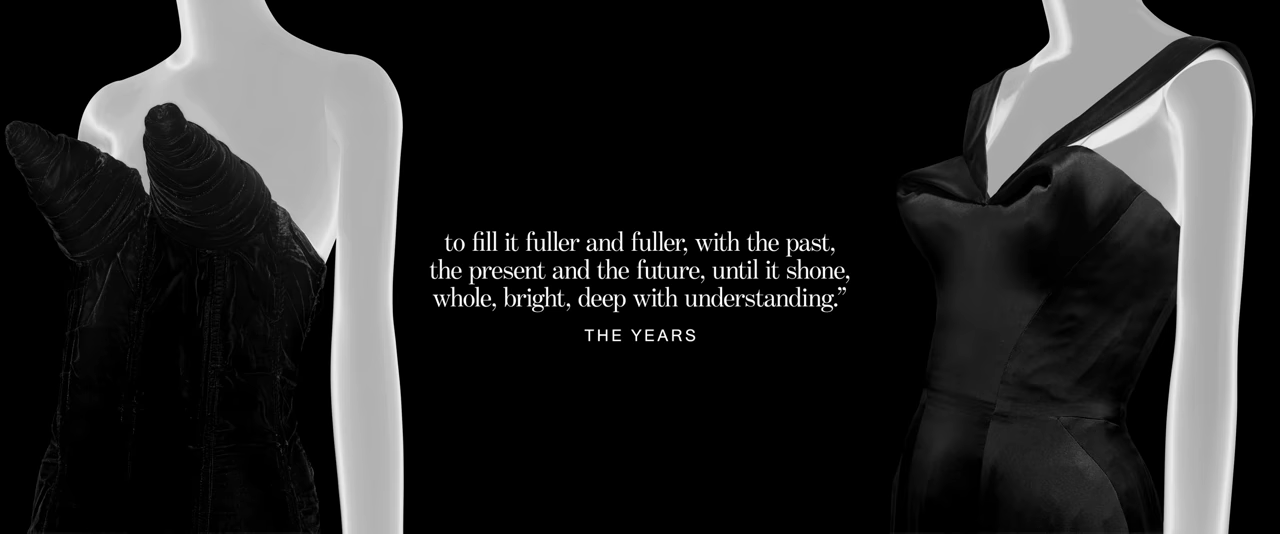 to fill it fuller and fuller, with the past,
the present and the future, until it shone,
whole, bright, deep with understanding.”
THE YEARS